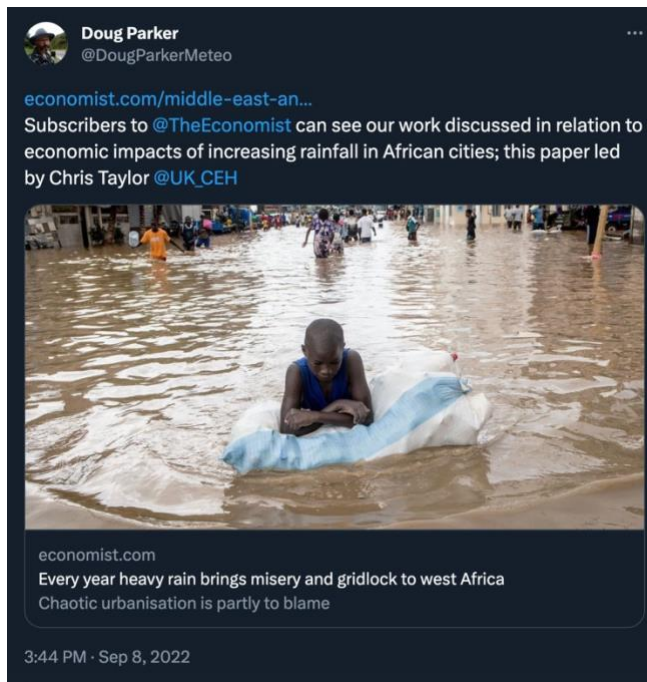 Doug Parker
@DougParkerMeteo
economist.com/middle-east-an...
Subscribers to @TheEconomist can see our work discussed in relation to
economic impacts of increasing rainfall in African cities; this paper led
by Chris Taylor @UK_CEH
economist.com
Every year heavy rain brings misery and gridlock to west Africa
Chaotic urbanisation is partly to blame
3:44 PM · Sep 8, 2022